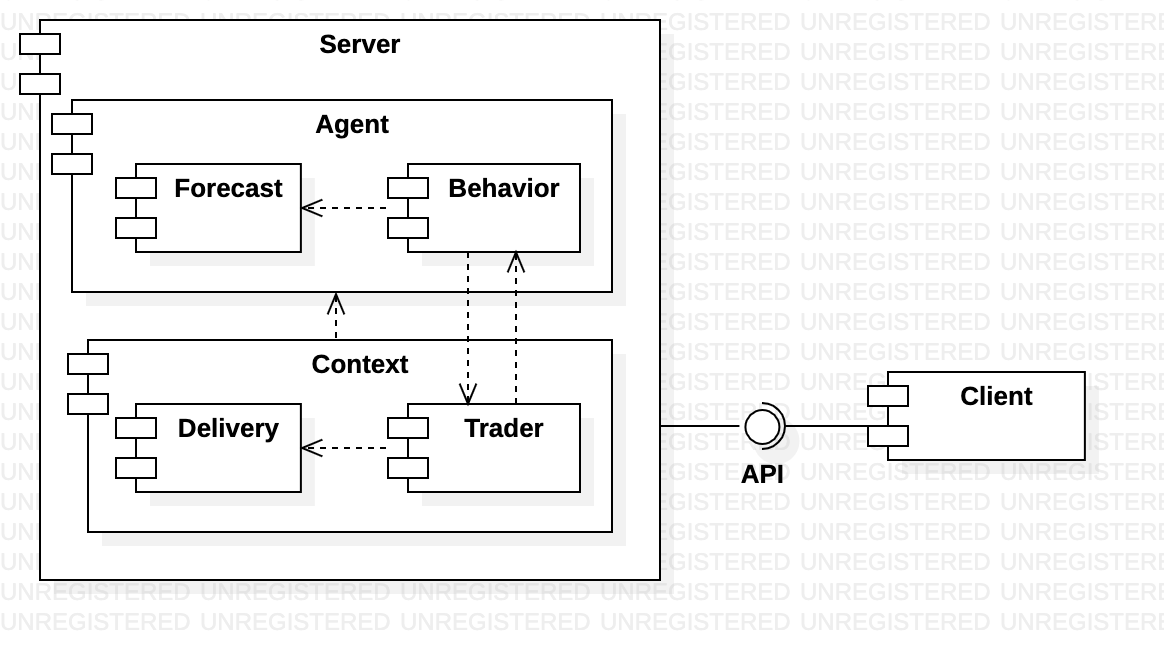 Server
Agent
Forecast
Behavior
Context
Delivery
Trader
Client
API
UNREGISTERED UNREGISTERED UNREGISTERED UNREGISTERED UNREGISTERED UNREGISTERED